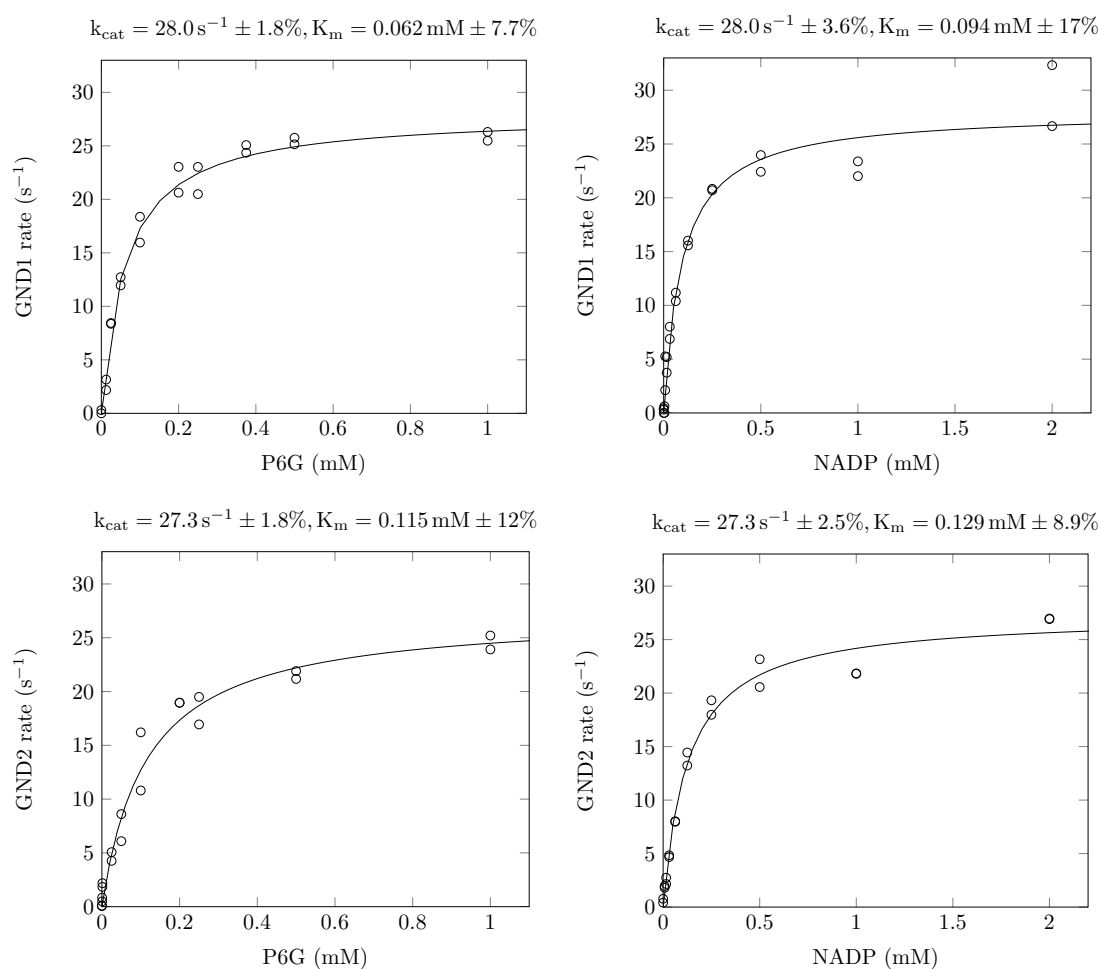 k_cat = 28.0 s⁻¹ ± 1.8%, K_m = 0.062 mM ± 7.7%
30
25
20
15
10
5
0
GND1 rate (s⁻¹)
0 0.2 0.4 0.6 0.8 1
P6G (mM)
k_cat = 28.0 s⁻¹ ± 3.6%, K_m = 0.094 mM ± 17%
30
25
20
15
10
5
0
GND1 rate (s⁻¹)
0 0.5 1 1.5 2
NADP (mM)
k_cat = 27.3 s⁻¹ ± 1.8%, K_m = 0.115 mM ± 12%
30
25
20
15
10
5
0
GND2 rate (s⁻¹)
0 0.2 0.4 0.6 0.8 1
P6G (mM)
k_cat = 27.3 s⁻¹ ± 2.5%, K_m = 0.129 mM ± 8.9%
30
25
20
15
10
5
0
GND2 rate (s⁻¹)
0 0.5 1 1.5 2
NADP (mM)